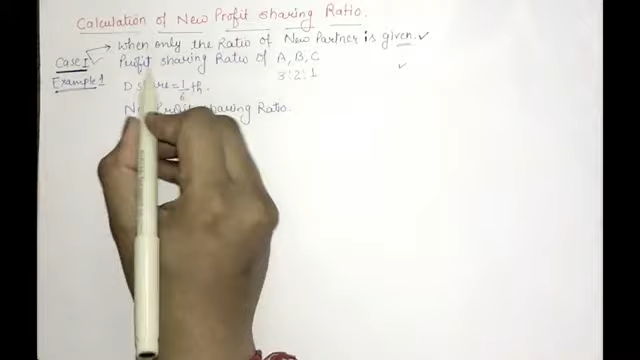 Calculation of New Profit sharing Ratio.
When only the Ratio of New Partner is given.
Case I Profit sharing Ratio of A, B, C
3:2:1
Example 1 D share = 1/6 th.
Profit sharing Ratio.